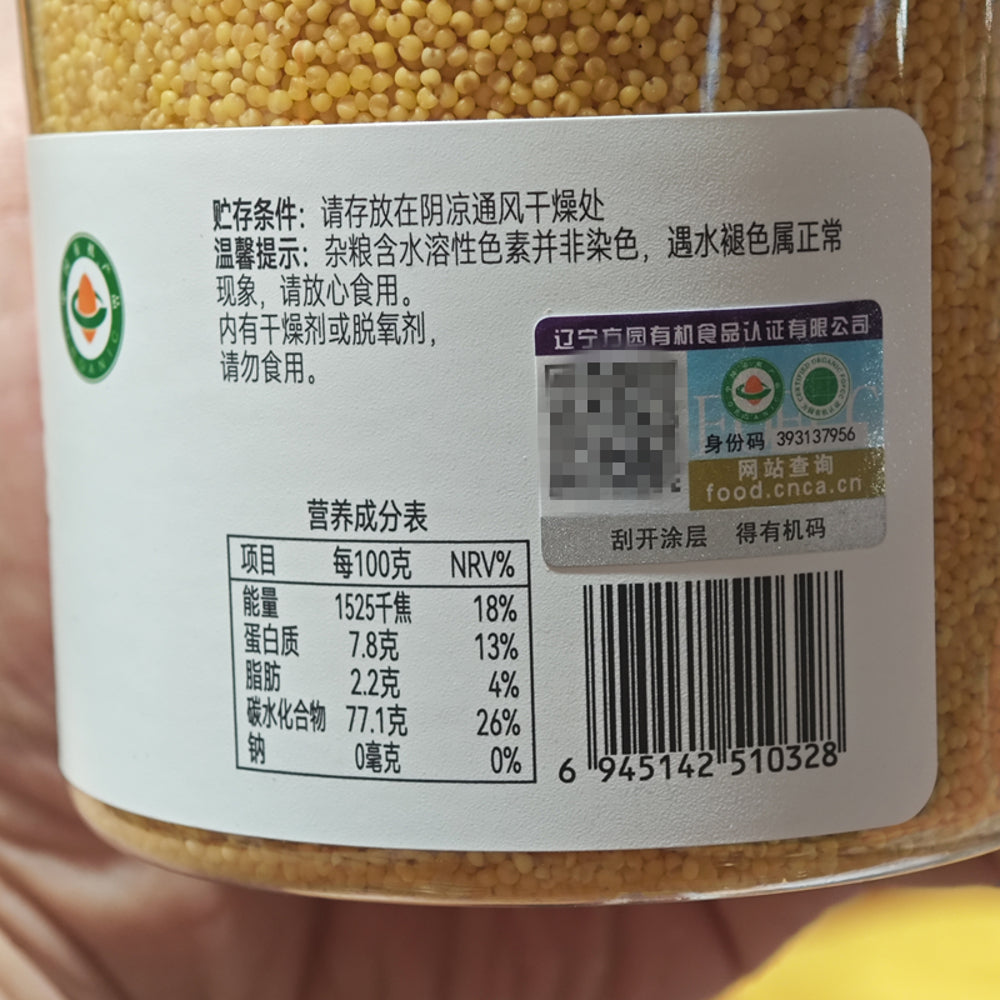 贮存条件：请存放在阴凉通风干燥处
温馨提示：杂粮含水溶性色素并非染色，遇水褪色属正常
现象，请放心食用。
内有干燥剂或脱氧剂，
请勿食用。
辽宁方园有机食品认证有限公司
身份码 393137956
网站查询
food.cnca.cn
刮开涂层 得有机码
营养成分表
项目 每100克 NRV%
能量 1525千焦 18%
蛋白质 7.8克 13%
脂肪 2.2克 4%
碳水化合物 77.1克 26%
钠 0毫克 0%
6 945142 510328